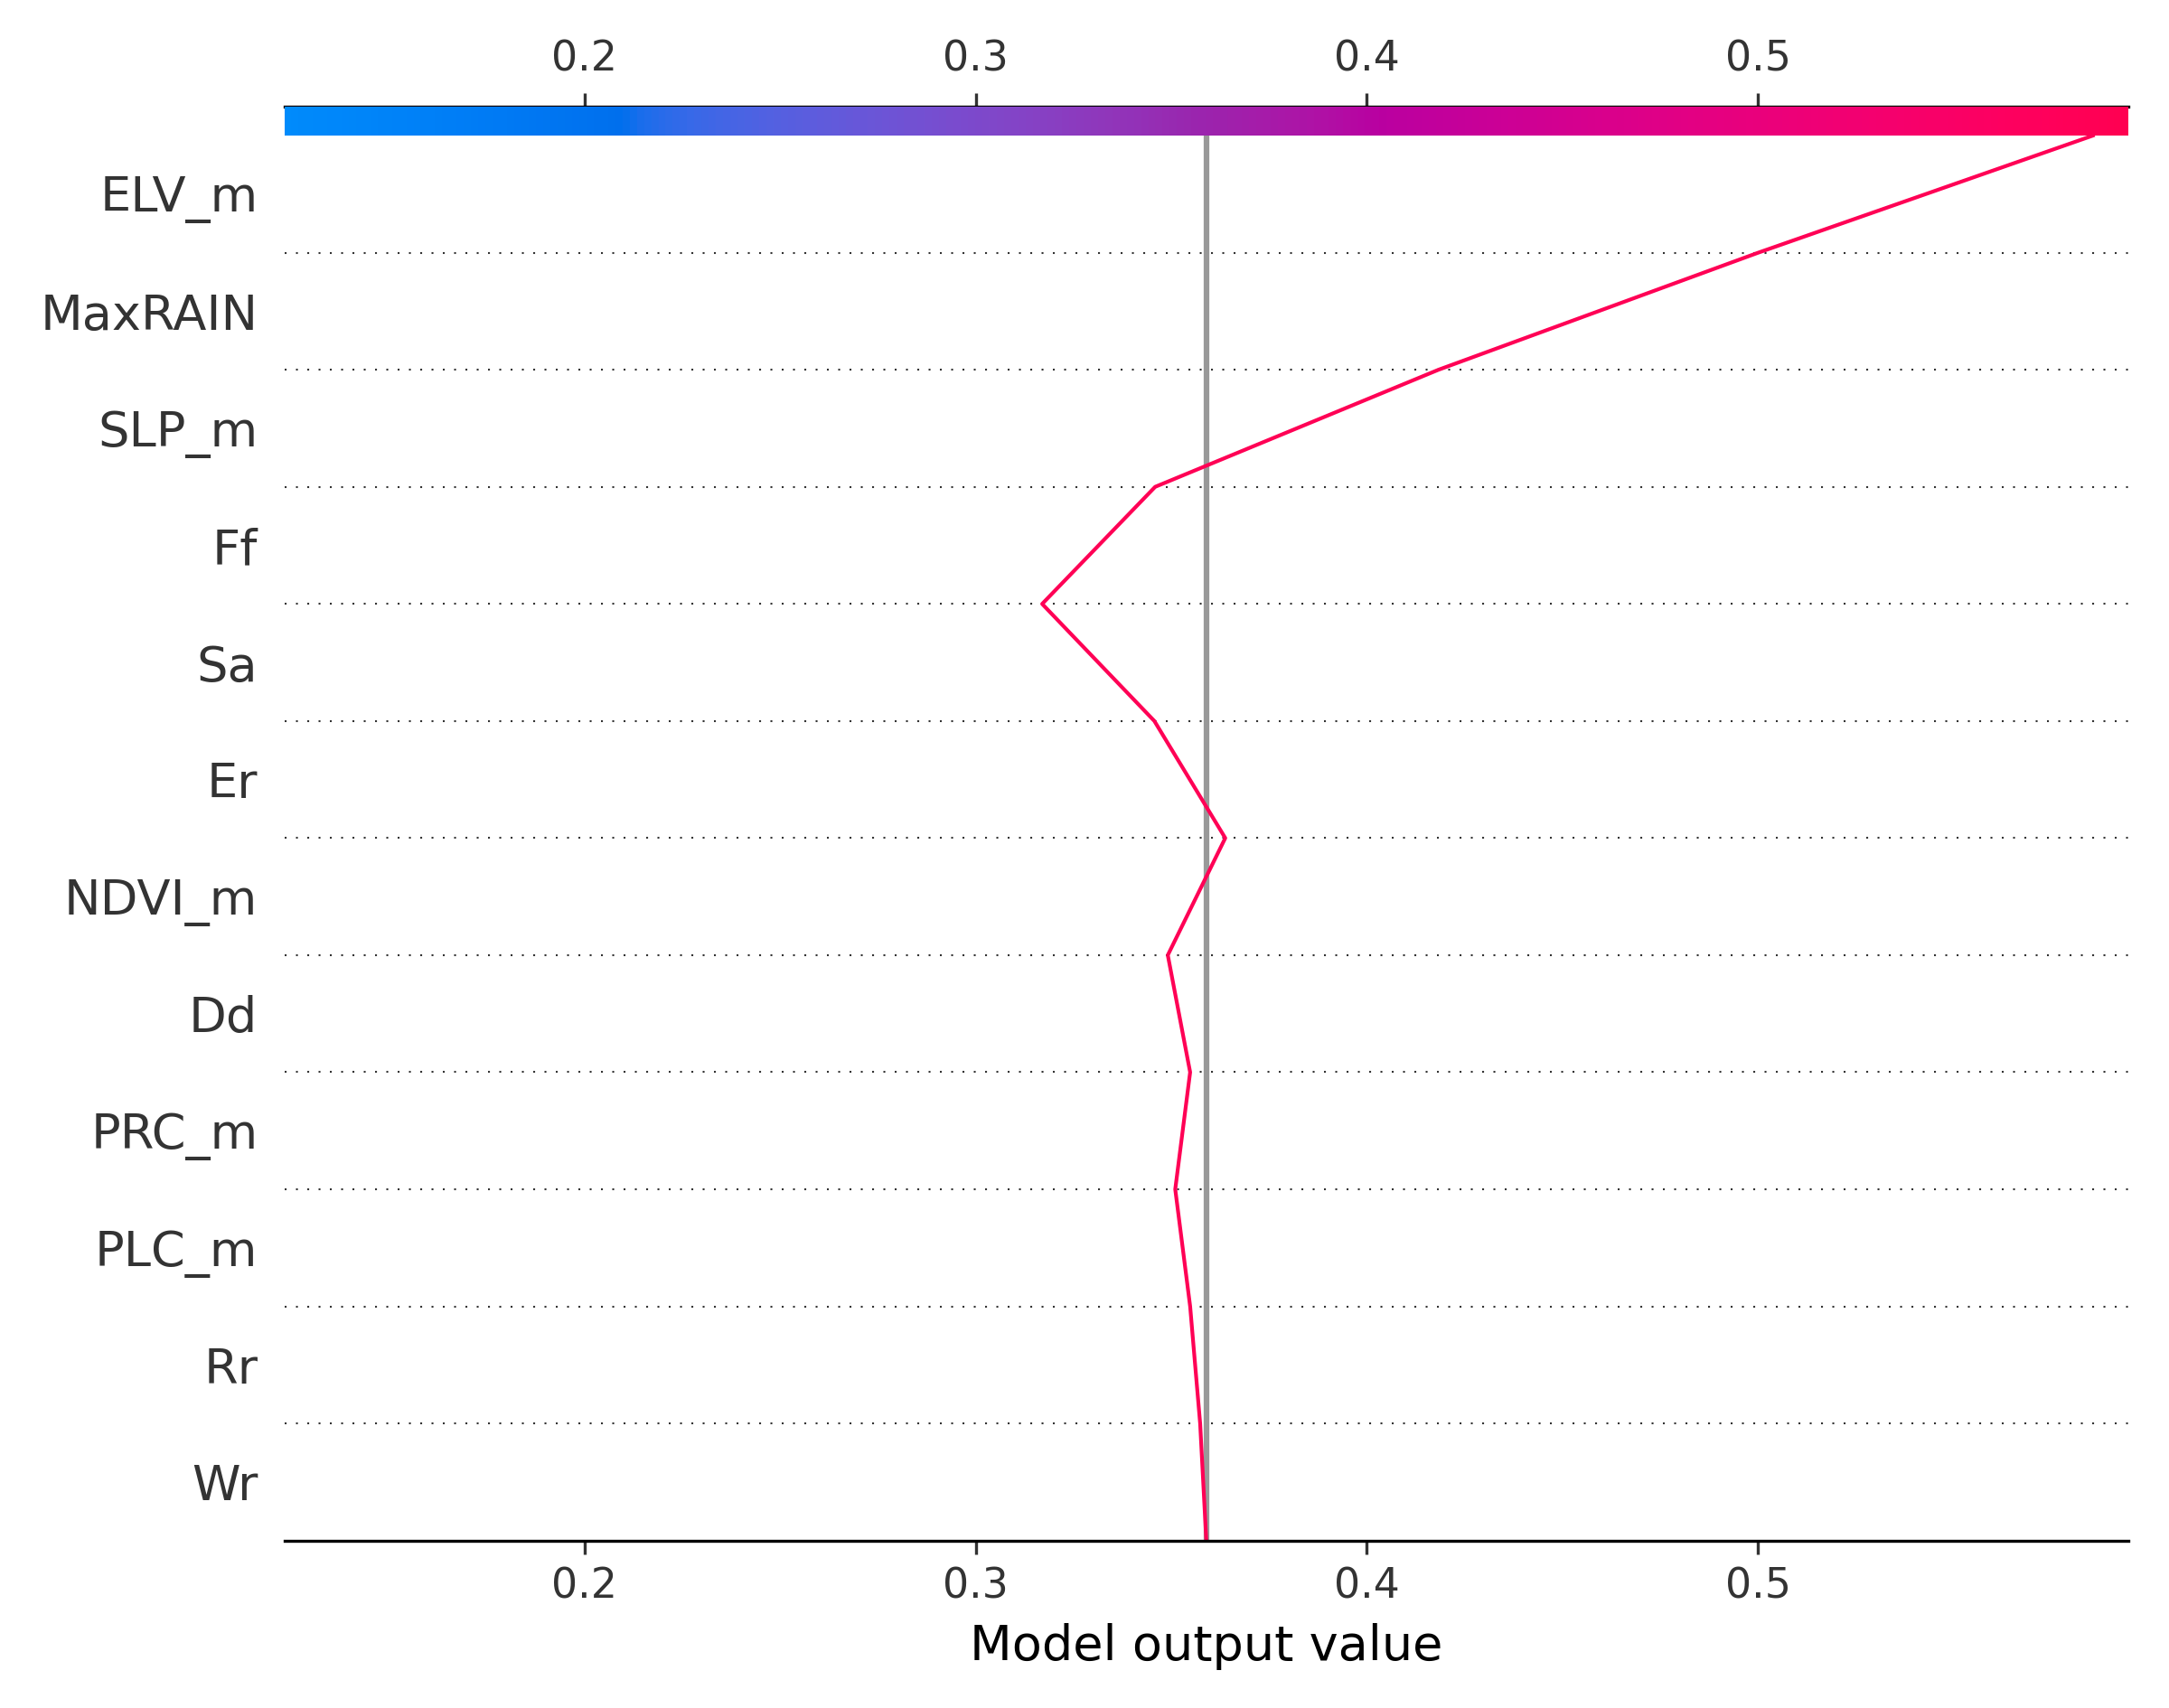 0.2 0.3 0.4 0.5
ELV_m
MaxRAIN
SLP_m
Ff
Sa
Er
NDVI_m
Dd
PRC_m
PLC_m
Rr
Wr
0.2 0.3 0.4 0.5
Model output value